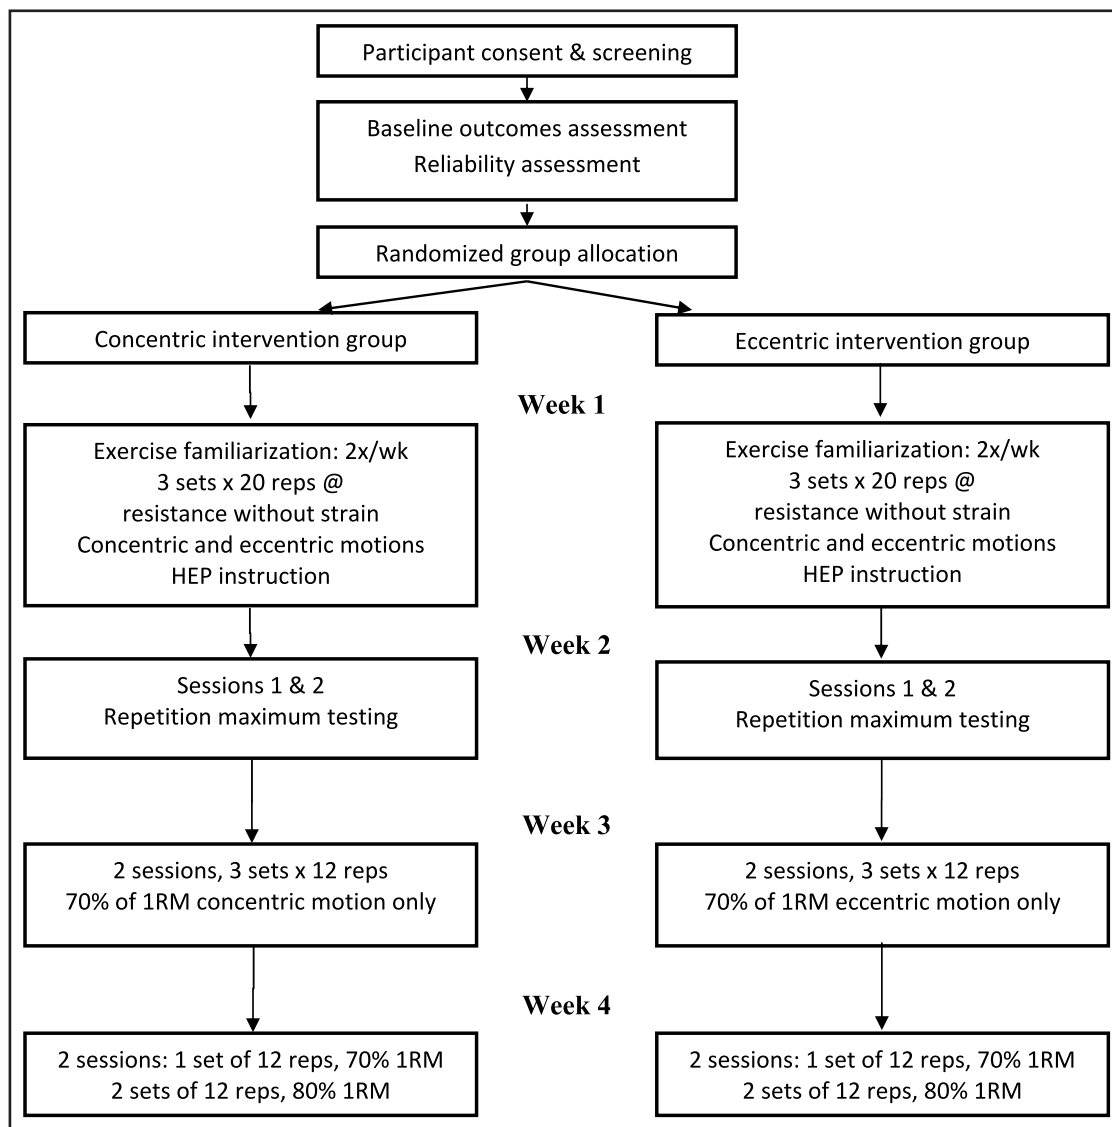 Participant consent & screening
Baseline outcomes assessment
Reliability assessment
Randomized group allocation
Concentric intervention group
Eccentric intervention group
Week 1
Exercise familiarization: 2x/wk
3 sets x 20 reps @
resistance without strain
Concentric and eccentric motions
HEP instruction
Exercise familiarization: 2x/wk
3 sets x 20 reps @
resistance without strain
Concentric and eccentric motions
HEP instruction
Week 2
Sessions 1 & 2
Repetition maximum testing
Sessions 1 & 2
Repetition maximum testing
Week 3
2 sessions, 3 sets x 12 reps
70% of 1RM concentric motion only
2 sessions, 3 sets x 12 reps
70% of 1RM eccentric motion only
Week 4
2 sessions: 1 set of 12 reps, 70% 1RM
2 sets of 12 reps, 80% 1RM
2 sessions: 1 set of 12 reps, 70% 1RM
2 sets of 12 reps, 80% 1RM